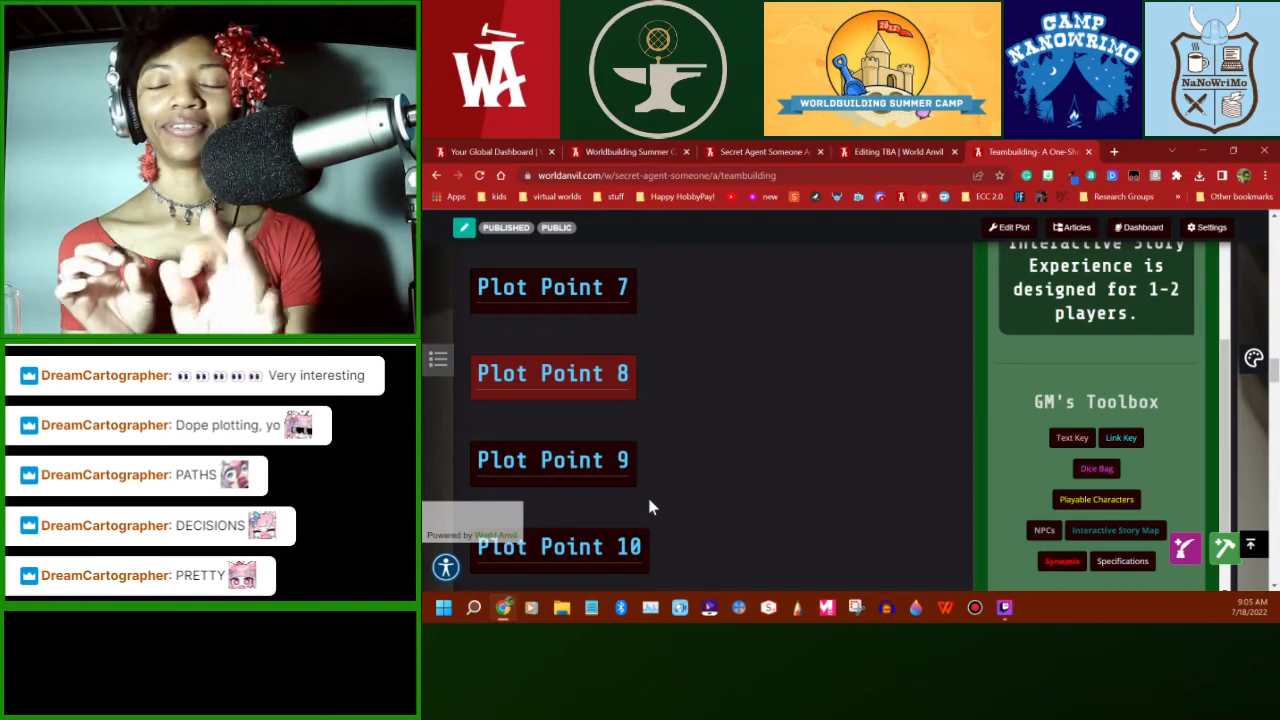 WA
2022
WORLDBUILDING SUMMER CAMP
CAMP
NANOWRIMO
NaNoWriMo
Your Global Dashboard |
Worldbuilding Summer C
Secret Agent Someone A
Editing TBA | World Anvil
Teambuilding- A One-Sh
worldanvil.com/w/secret-agent-someone/a/teambuilding
Apps
kids
virtual worlds
stuff
Happy HobbyPay!
new
ECC 2.0
Research Groups
»
Other bookmarks
PUBLISHED
PUBLIC
Edit Plot
Articles
Dashboard
Settings
Plot Point 7
Plot Point 8
Plot Point 9
Plot Point 10
Powered by World Anvil
Interactive Story
Experience is
designed for 1-2
players.
GM's Toolbox
Text Key
Link Key
Dice Bag
Playable Characters
NPCs
Interactive Story Map
Synopsis
Specifications
9:05 AM
7/18/2022
DreamCartographer: 👀 👀 👀 👀 👀 Very interesting
DreamCartographer: Dope plotting, yo
DreamCartographer: PATHS
DreamCartographer: DECISIONS
DreamCartographer: PRETTY